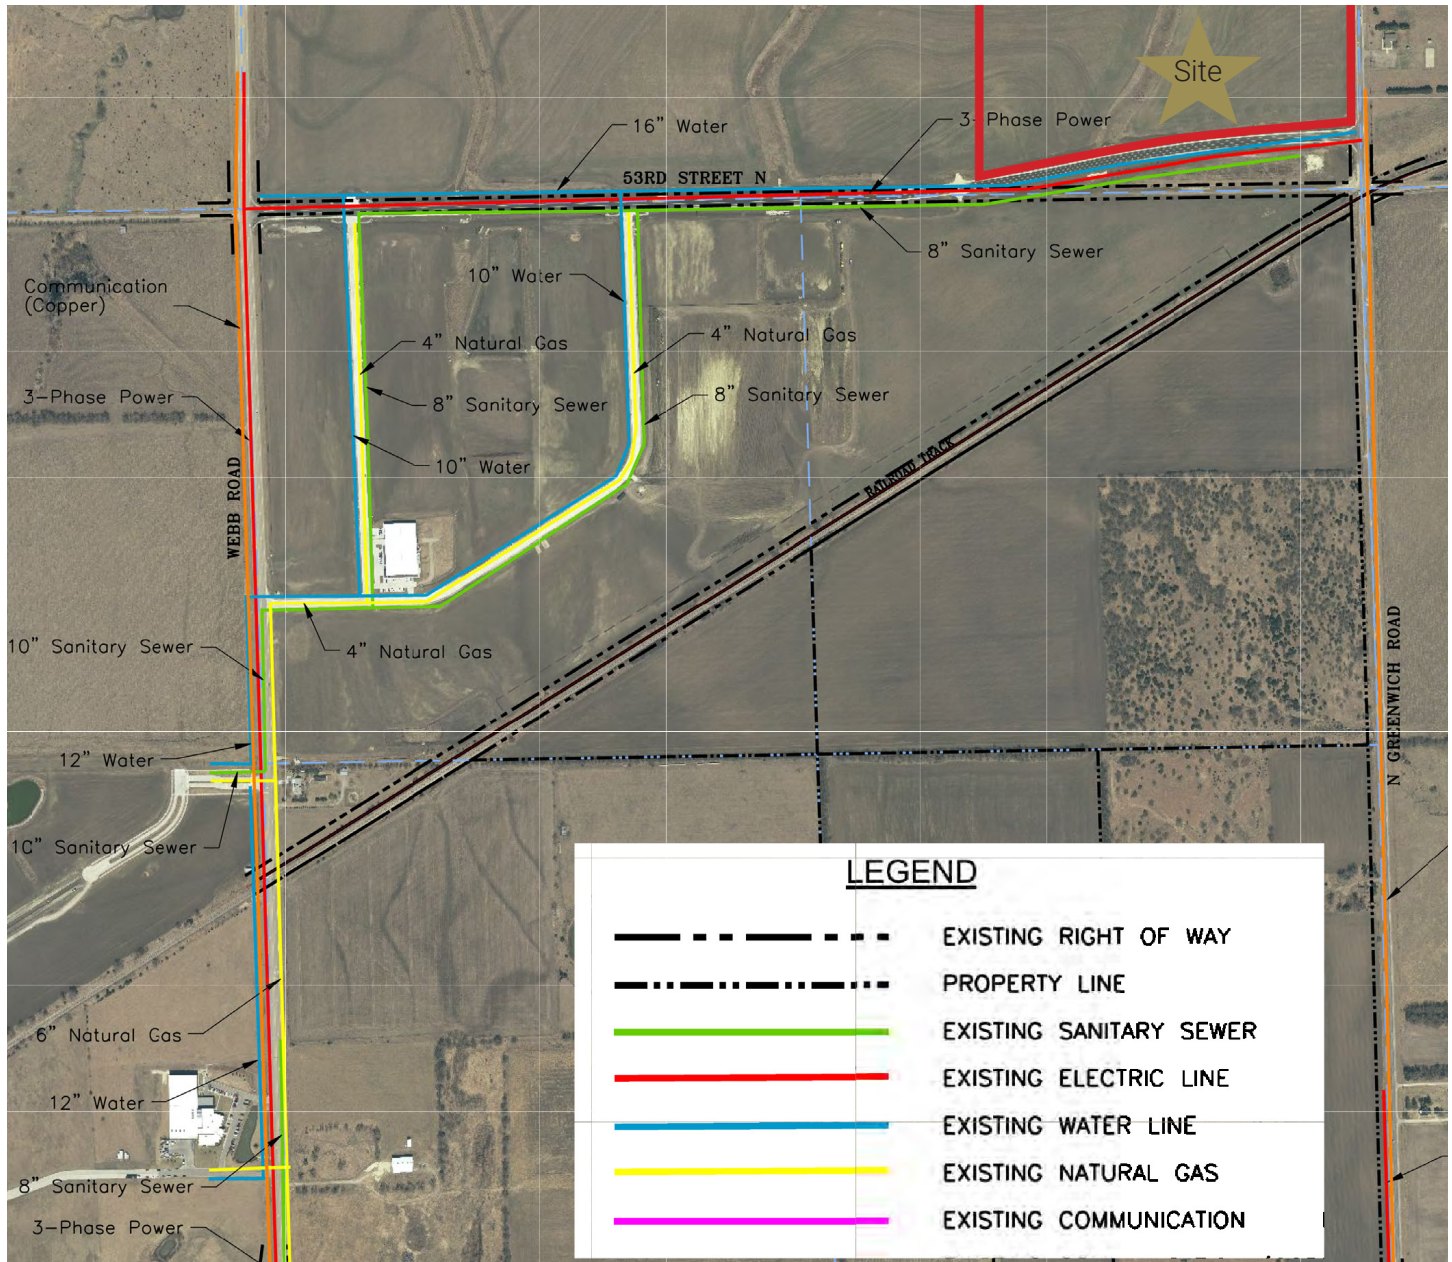 Site
16" Water
3-Phase Power
53RD STREET N
8" Sanitary Sewer
10" Water
Communication
(Copper)
4" Natural Gas
4" Natural Gas
3-Phase Power
8" Sanitary Sewer
8" Sanitary Sewer
10" Water
RAILROAD TRACK
WEBB ROAD
10" Sanitary Sewer
4" Natural Gas
N GREENWICH ROAD
12" Water
10" Sanitary Sewer
LEGEND
EXISTING RIGHT OF WAY
PROPERTY LINE
EXISTING SANITARY SEWER
EXISTING ELECTRIC LINE
EXISTING WATER LINE
EXISTING NATURAL GAS
EXISTING COMMUNICATION
6" Natural Gas
12" Water
8" Sanitary Sewer
3-Phase Power